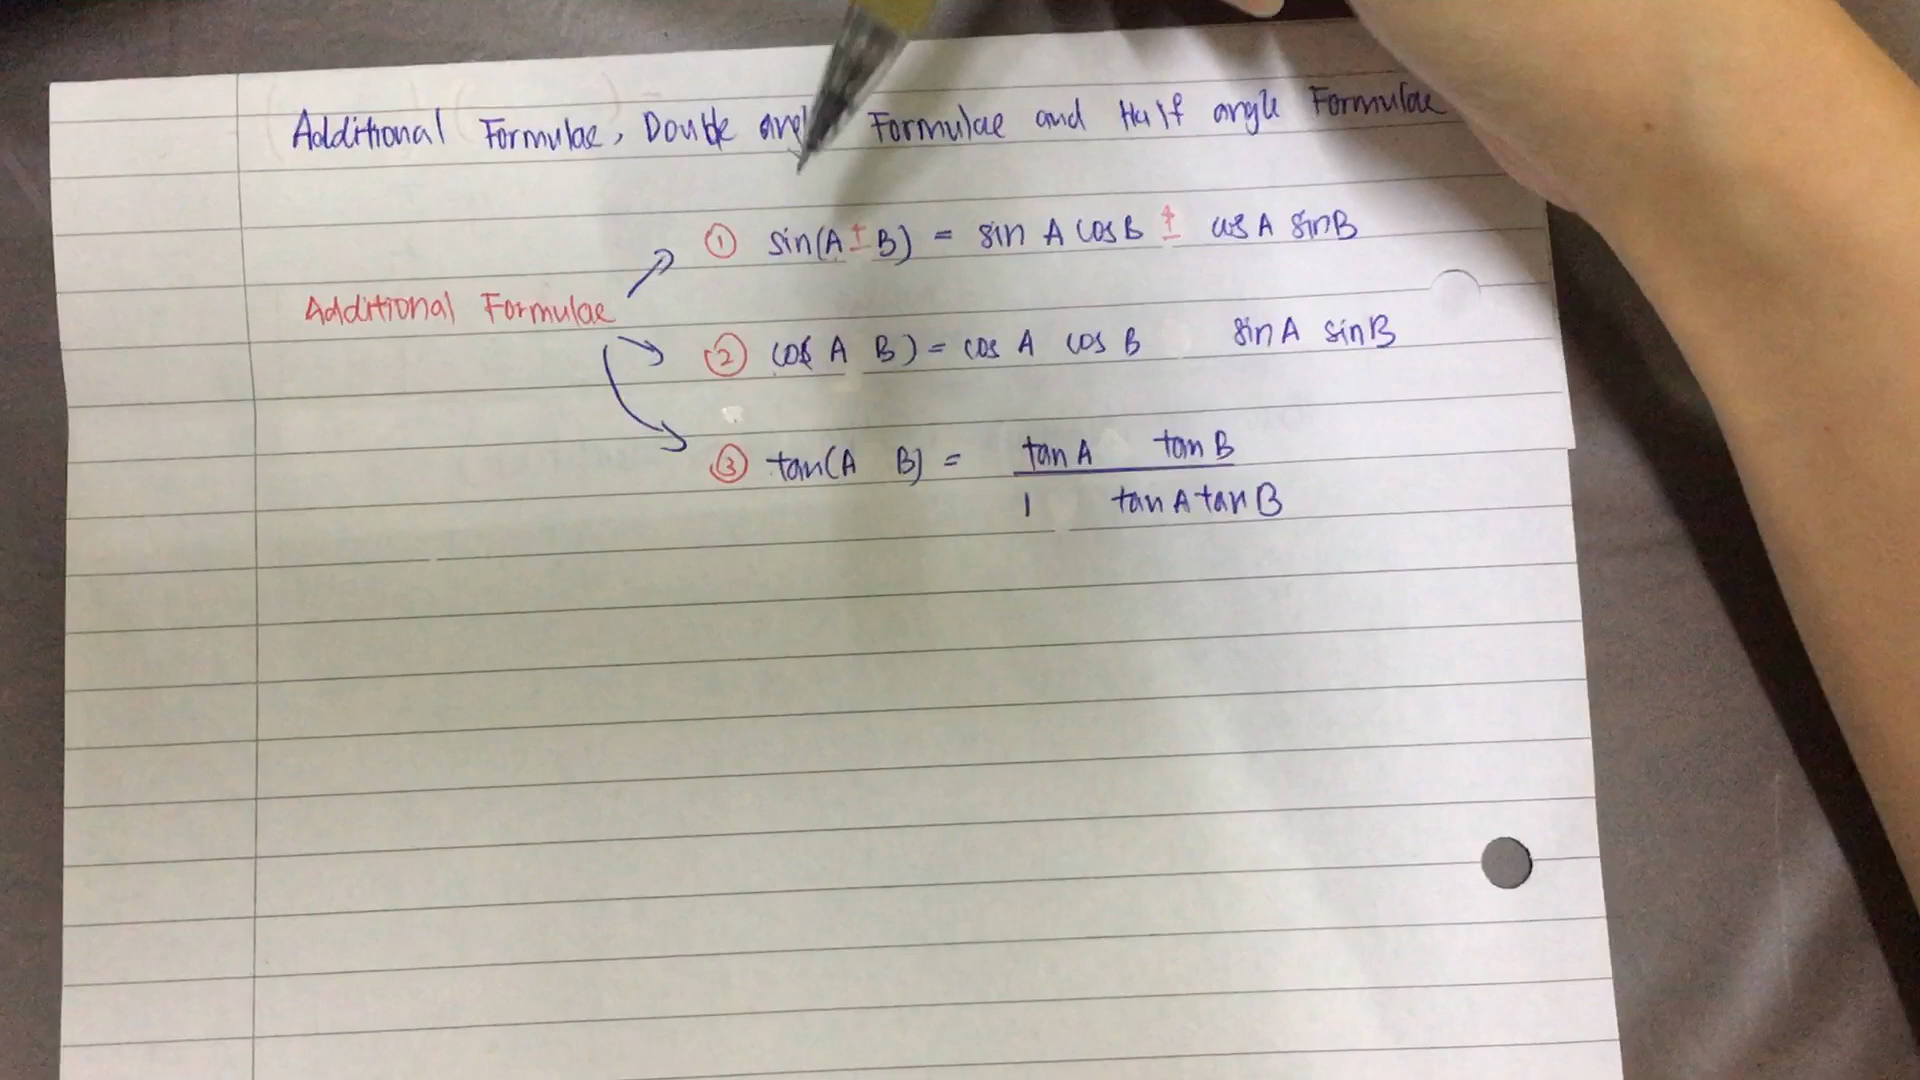 Additional Formulae, Double angle Formulae and Half angle Formulae
① sin(A ± B) = sin A cos B ± cos A sin B
Additional Formulae
② cos( A B) = cos A cos B sin A sin B
③ tan(A B) = tan A tan B
1 tan A tan B